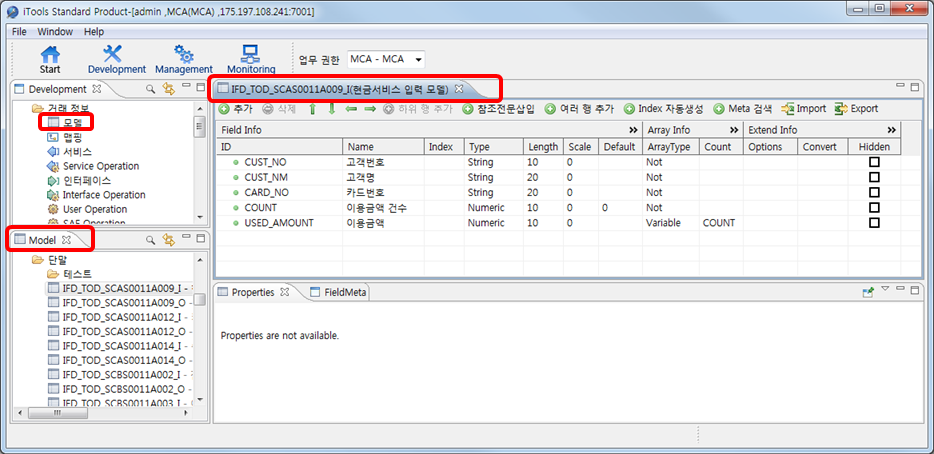 iTools Standard Product-[admin ,MCA(MCA) ,175.197.108.241:7001]
File Window Help
Start Development Management Monitoring 업무 권한 MCA - MCA
Development
거래 정보
모델
맵핑
서비스
Service Operation
인터페이스
Interface Operation
User Operation
SAF Operation
Model
단말
테스트
IFD_TOD_SCAS0011A009_I -
IFD_TOD_SCAS0011A009_O -
IFD_TOD_SCAS0011A012_I -
IFD_TOD_SCAS0011A012_O -
IFD_TOD_SCAS0011A014_I -
IFD_TOD_SCAS0011A014_O -
IFD_TOD_SCBS0011A002_I -
IFD_TOD_SCBS0011A002_O -
IFD_TOD_SCBS0011A003_I -
IFD_TOD_SCAS0011A009_I(현금서비스 입력 모델)
추가 삭제 하위 행 추가 참조전문삽입 여러 행 추가 Index 자동생성 Meta 검색 Import Export
Field Info Array Info Extend Info
ID Name Index Type Length Scale Default ArrayType Count Options Convert Hidden
CUST_NO 고객번호 String 10 0 Not
CUST_NM 고객명 String 20 0 Not
CARD_NO 카드번호 String 20 0 Not
COUNT 이용금액 건수 Numeric 10 0 0 Not
USED_AMOUNT 이용금액 Numeric 10 0 Variable COUNT
Properties FieldMeta
Properties are not available.